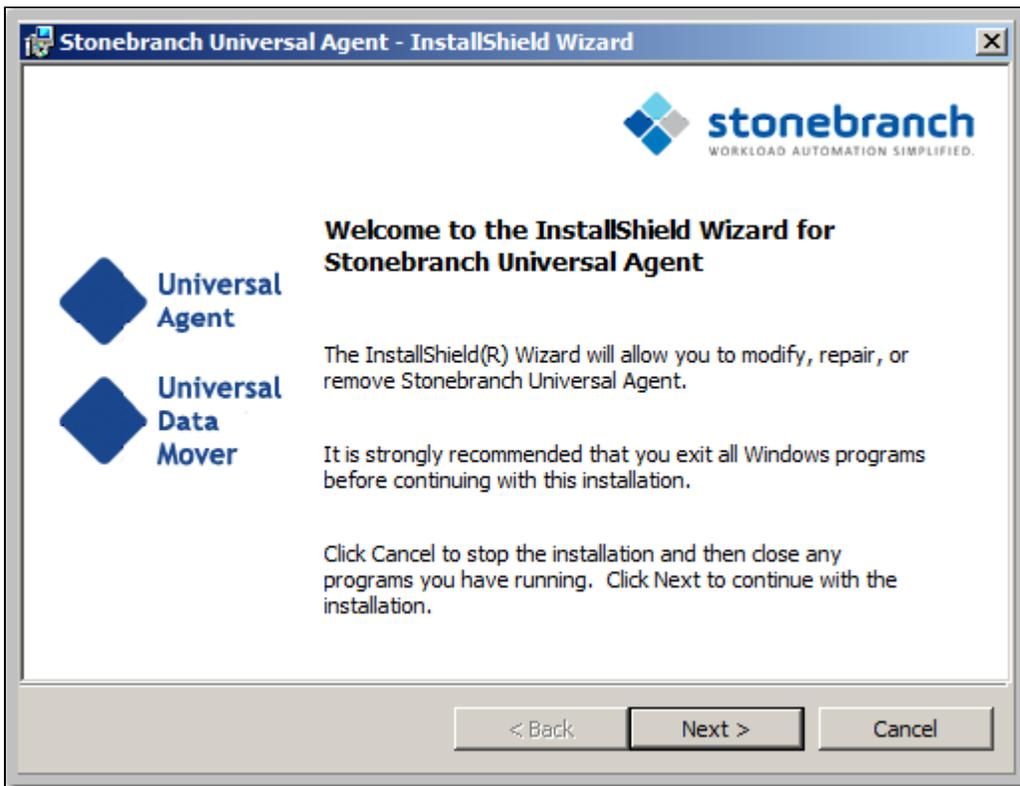 Stonebranch Universal Agent - InstallShield Wizard
stonebranch
WORKLOAD AUTOMATION SIMPLIFIED.
Welcome to the InstallShield Wizard for
Stonebranch Universal Agent
Universal
Agent
Universal
Data
Mover
The InstallShield(R) Wizard will allow you to modify, repair, or
remove Stonebranch Universal Agent.
It is strongly recommended that you exit all Windows programs
before continuing with this installation.
Click Cancel to stop the installation and then close any
programs you have running.  Click Next to continue with the
installation.
< Back
Next >
Cancel